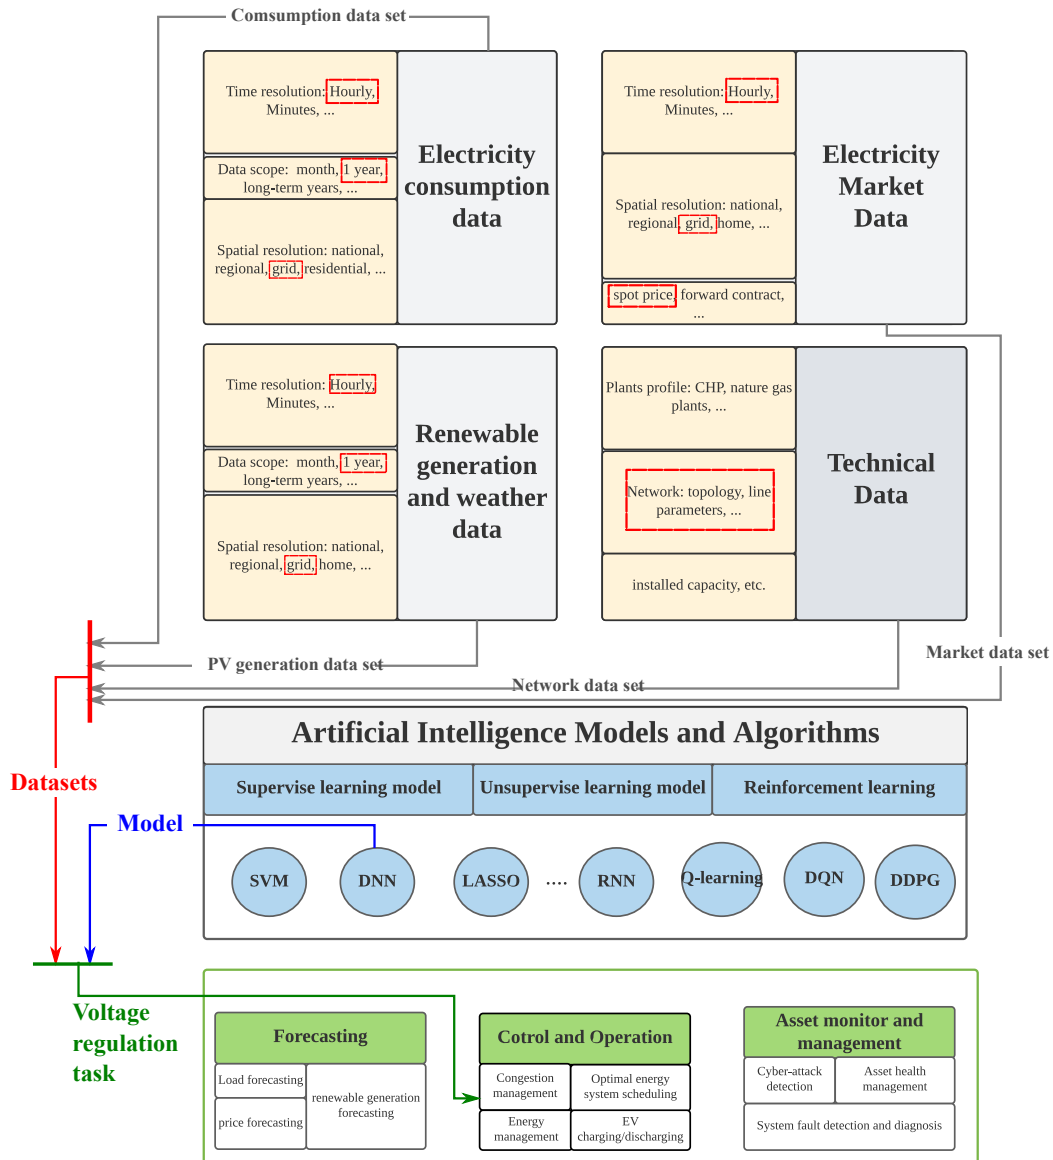 Comsumption data set
Time resolution: Hourly,
Minutes, ...
Data scope:  month, 1 year,
long-term years, ...
Spatial resolution: national,
regional, grid, residential, ...
Electricity
consumption
data
Time resolution: Hourly,
Minutes, ...
Spatial resolution: national,
regional, grid, home, ...
spot price, forward contract,
...
Electricity
Market
Data
Time resolution: Hourly,
Minutes, ...
Data scope:  month, 1 year,
long-term years, ...
Spatial resolution: national,
regional, grid, home, ...
Renewable
generation
and weather
data
Plants profile: CHP, nature gas
plants, ...
Network: topology, line
parameters, ...
installed capacity, etc.
Technical
Data
Market data set
PV generation data set
Network data set
Datasets
Artificial Intelligence Models and Algorithms
Supervise learning model
Unsupervise learning model
Reinforcement learning
Model
SVM
DNN
LASSO
....
RNN
Q-learning
DQN
DDPG
Voltage
regulation
task
Forecasting
Load forecasting
price forecasting
renewable generation
forecasting
Cotrol and Operation
Congestion
management
Optimal energy
system scheduling
Energy
management
EV
charging/discharging
Asset monitor and
management
Cyber-attack
detection
Asset health
management
System fault detection and diagnosis